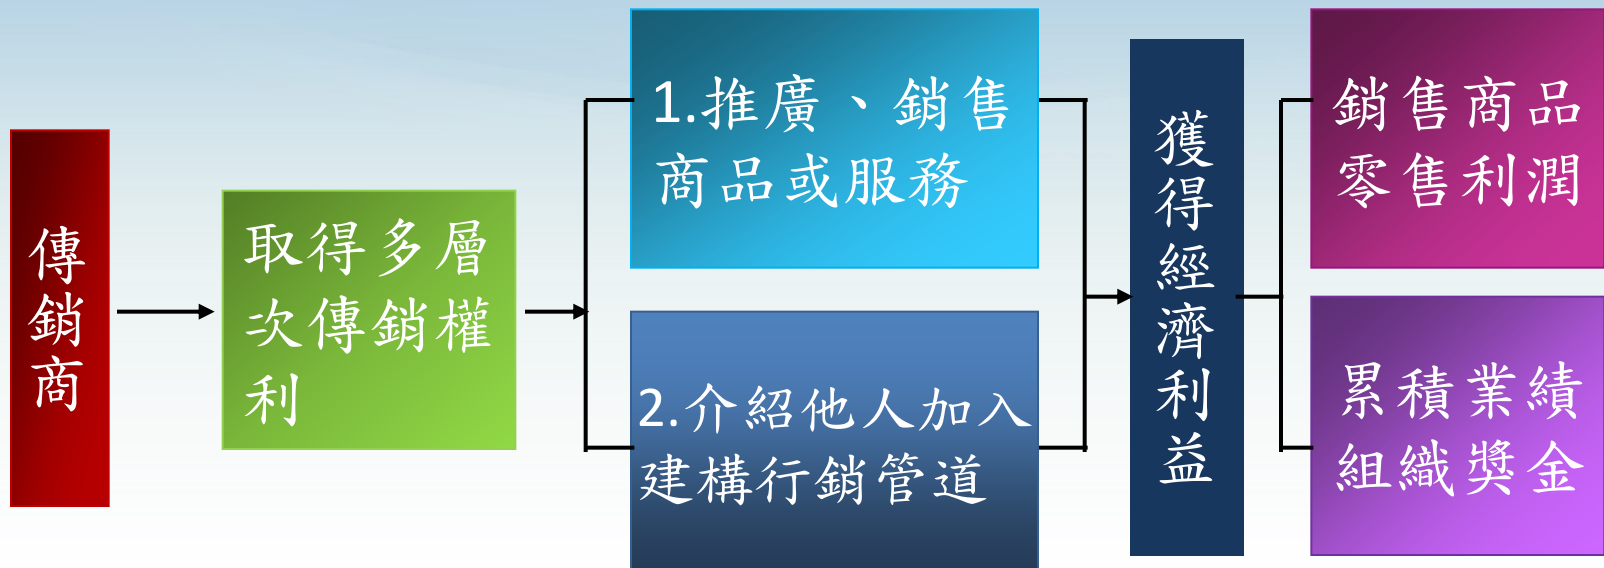 傳銷商
取得多層
次傳銷權
利
1.推廣、銷售
商品或服務
2.介紹他人加入
建構行銷管道
獲得經濟利益
銷售商品
零售利潤
累積業績
組織獎金